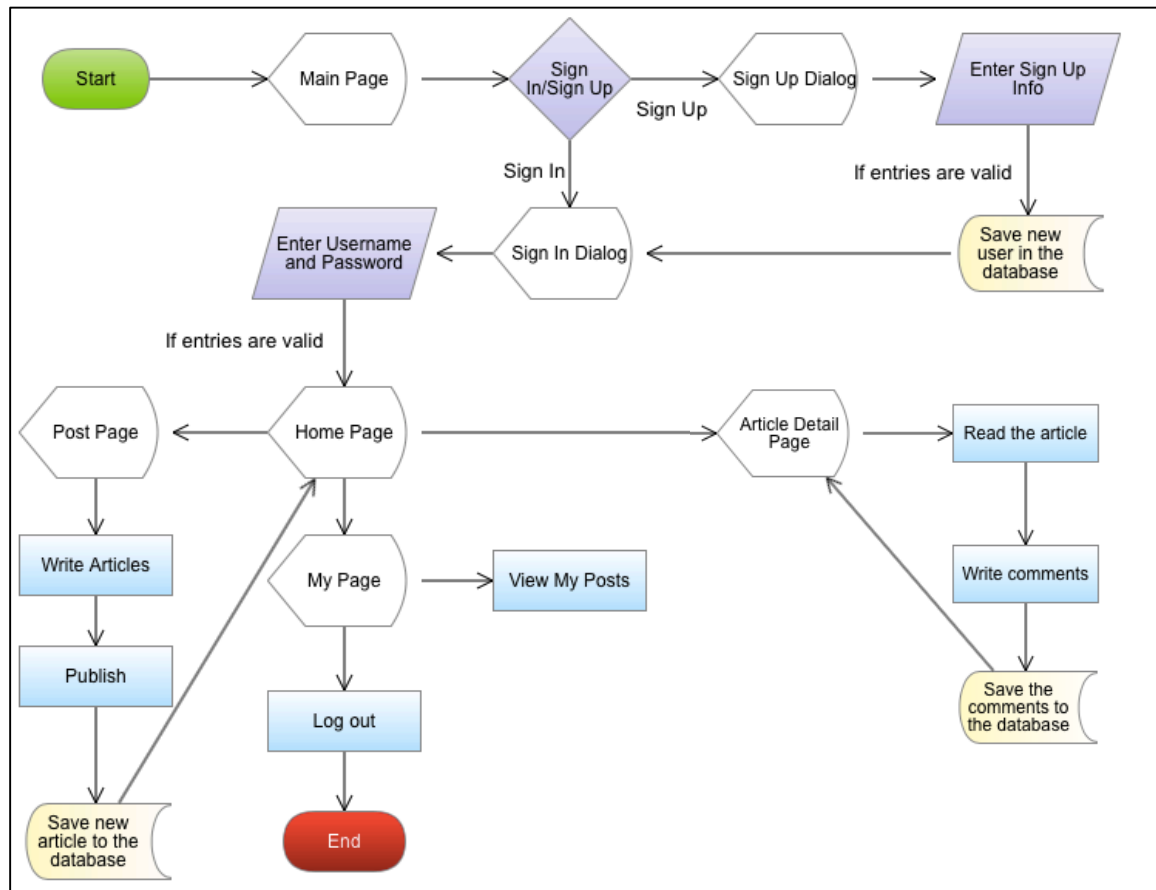 Start
Main Page
Sign
In/Sign Up
Sign Up
Sign Up Dialog
Enter Sign Up
Info
Sign In
If entries are valid
Enter Username
and Password
Sign In Dialog
Save new
user in the
database
If entries are valid
Post Page
Home Page
Article Detail
Page
Read the article
Write Articles
My Page
View My Posts
Write comments
Publish
Log out
Save the
comments to
the database
Save new
article to the
database
End